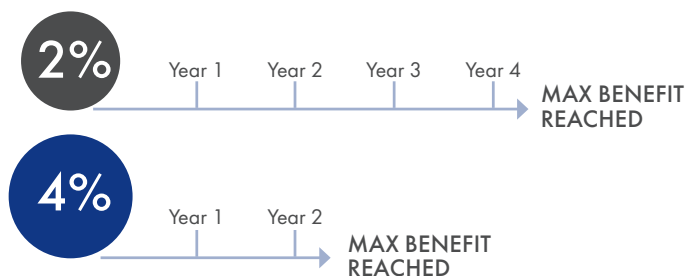 2%
Year 1
Year 2
Year 3
Year 4
MAX BENEFIT
REACHED
4%
Year 1
Year 2
MAX BENEFIT
REACHED